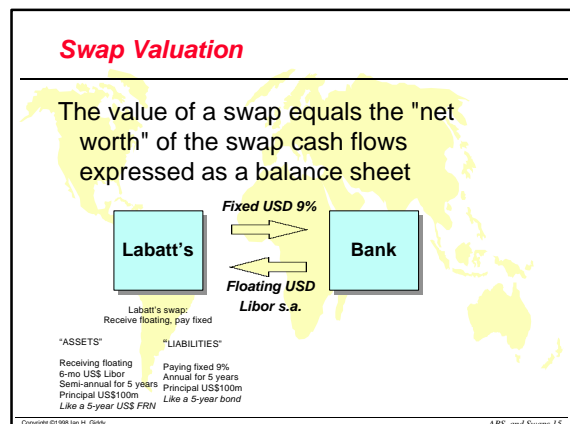 Swap Valuation
The value of a swap equals the "net
worth" of the swap cash flows
expressed as a balance sheet
Fixed USD 9%
Labatt's
Bank
Floating USD
Libor s.a.
Labatt's swap:
Receive floating, pay fixed
"ASSETS"
Receiving floating
6-mo US$ Libor
Semi-annual for 5 years
Principal US$100m
Like a 5-year US$ FRN
"LIABILITIES"
Paying fixed 9%
Annual for 5 years
Principal US$100m
Like a 5-year bond
Copyright ©1998 Ian H. Giddy
ABS, and Swaps 15